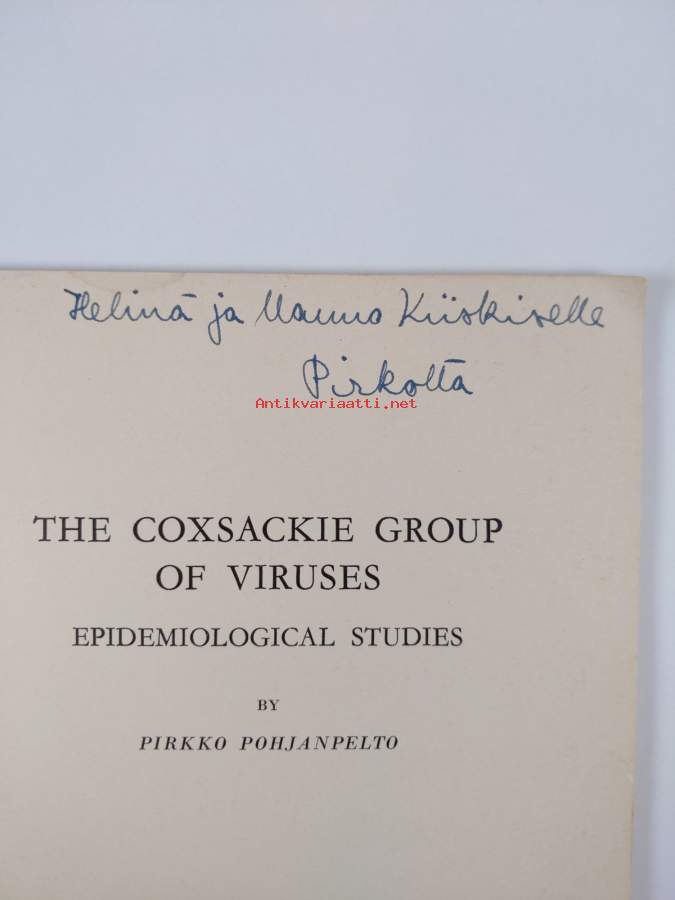 Helinä ja Mauno Kiiskiselle
Pirkolta
Antikvariaatti.net
THE COXSACKIE GROUP
OF VIRUSES
EPIDEMIOLOGICAL STUDIES
BY
PIRKKO POHJANPELTO